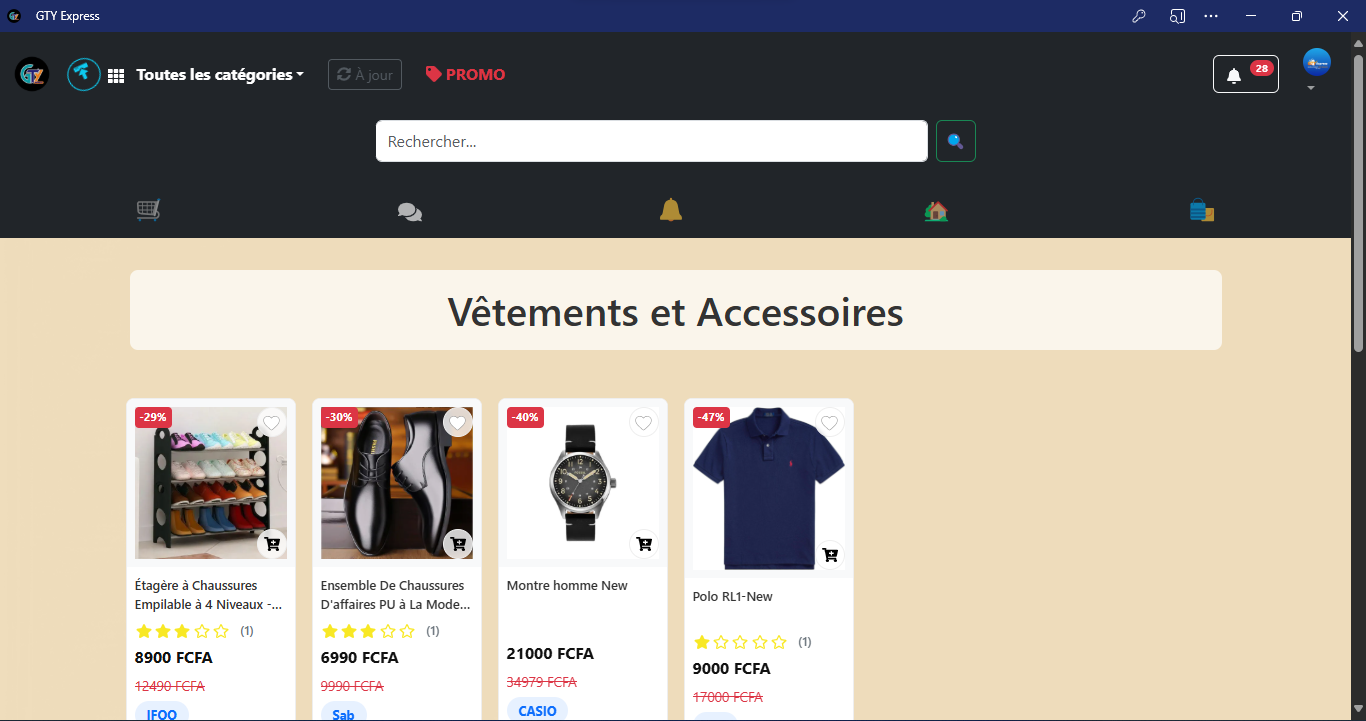 GTY Express
Toutes les catégories
À jour
PROMO
28
Rechercher...
Vêtements et Accessoires
-29%
-30%
-40%
-47%
Étagère à Chaussures
Empilable à 4 Niveaux -...
(1)
8900 FCFA
12490 FCFA
IFOO
Ensemble De Chaussures
D'affaires PU à La Mode...
(1)
6990 FCFA
9990 FCFA
Sab
Montre homme New
21000 FCFA
34979 FCFA
CASIO
Polo RL1-New
(1)
9000 FCFA
17000 FCFA